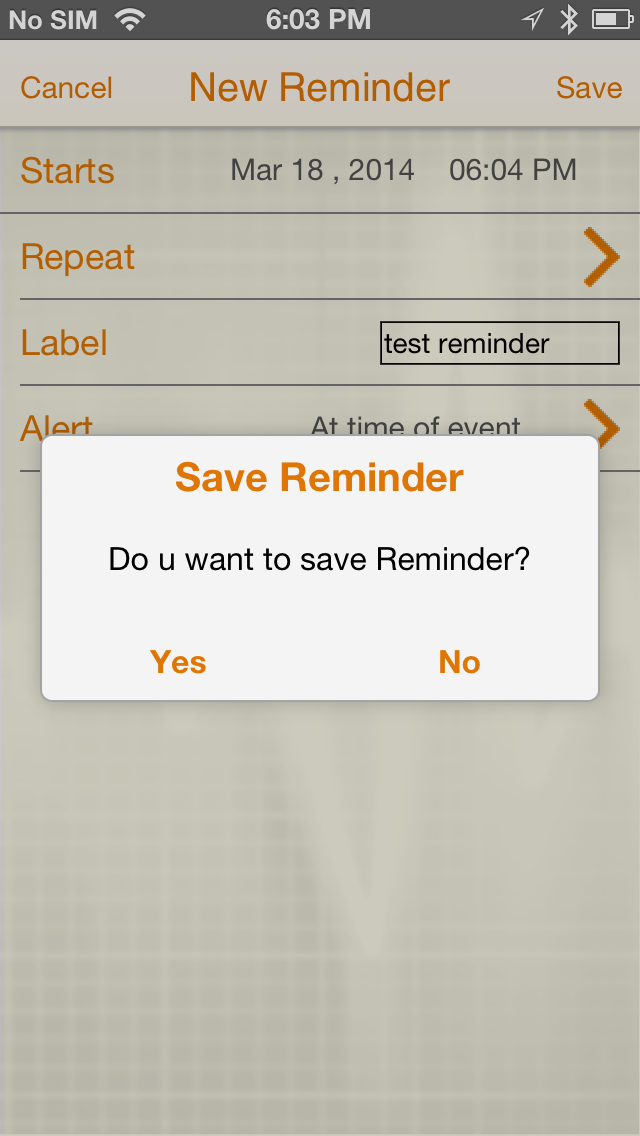 No SIM 6:03 PM
Cancel New Reminder Save
Starts Mar 18 , 2014 06:04 PM
Repeat
Label test reminder
Alert At time of event
Save Reminder
Do u want to save Reminder?
Yes No